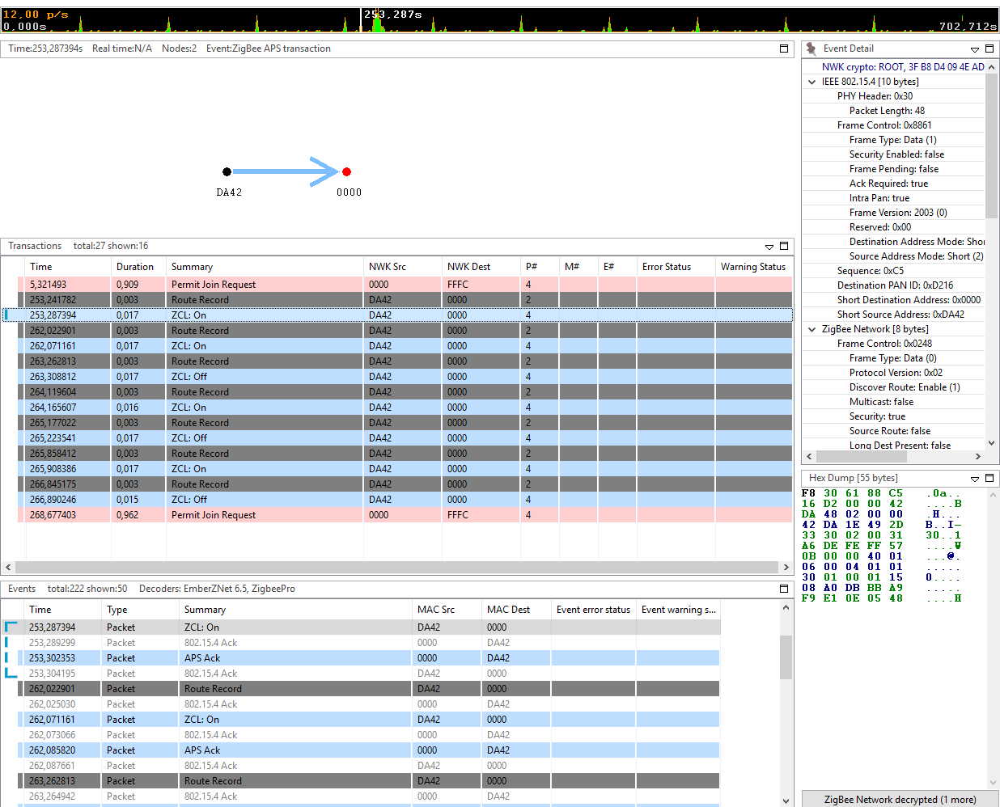 12,00 p/s
253,287s
0,000s
702,712s
Time:253,287394s Real time:N/A Nodes:2 Event:ZigBee APS transaction
DA42
0000
Transactions total:27 shown:16
Time Duration Summary NWK Src NWK Dest P# M# E# Error Status Warning Status
5,321493 0,909 Permit Join Request 0000 FFFC 4
253,241782 0,003 Route Record DA42 0000 2
253,287394 0,017 ZCL: On DA42 0000 4
262,022901 0,003 Route Record DA42 0000 2
262,071161 0,017 ZCL: On DA42 0000 4
263,262813 0,003 Route Record DA42 0000 2
263,308812 0,017 ZCL: Off DA42 0000 4
264,119604 0,003 Route Record DA42 0000 2
264,165607 0,016 ZCL: On DA42 0000 4
265,177022 0,003 Route Record DA42 0000 2
265,223541 0,017 ZCL: Off DA42 0000 4
265,858412 0,003 Route Record DA42 0000 2
265,908386 0,017 ZCL: On DA42 0000 4
266,845175 0,003 Route Record DA42 0000 2
266,890246 0,015 ZCL: Off DA42 0000 4
268,677403 0,962 Permit Join Request 0000 FFFC 4
Events total:222 shown:50 Decoders: EmberZNet 6.5, ZigbeePro
Time Type Summary MAC Src MAC Dest Event error status Event warning s...
253,287394 Packet ZCL: On DA42 0000
253,289299 Packet 802.15.4 Ack 0000 DA42
253,302353 Packet APS Ack 0000 DA42
253,304195 Packet 802.15.4 Ack DA42 0000
262,022901 Packet Route Record DA42 0000
262,025030 Packet 802.15.4 Ack 0000 DA42
262,071161 Packet ZCL: On DA42 0000
262,073066 Packet 802.15.4 Ack 0000 DA42
262,085820 Packet APS Ack 0000 DA42
262,087661 Packet 802.15.4 Ack DA42 0000
263,262813 Packet Route Record DA42 0000
263,264942 Packet 802.15.4 Ack 0000 DA42
Event Detail
NWK crypto: ROOT, 3F B8 D4 09 4E AD
IEEE 802.15.4 [10 bytes]
PHY Header: 0x30
Packet Length: 48
Frame Control: 0x8861
Frame Type: Data (1)
Security Enabled: false
Frame Pending: false
Ack Required: true
Intra Pan: true
Frame Version: 2003 (0)
Reserved: 0x00
Destination Address Mode: Shor
Source Address Mode: Short (2)
Sequence: 0xC5
Destination PAN ID: 0xD216
Short Destination Address: 0x0000
Short Source Address: 0xDA42
ZigBee Network [8 bytes]
Frame Control: 0x0248
Frame Type: Data (0)
Protocol Version: 0x02
Discover Route: Enable (1)
Multicast: false
Security: true
Source Route: false
Long Dest Present: false
Hex Dump [55 bytes]
F8 30 61 88 C5 .0a..
16 D2 00 00 42 ....B
DA 48 02 00 00 .H...
42 DA 1E 49 2D B..I-
33 30 02 00 31 30..1
A6 DE FE FF 57 ....W
0B 00 00 40 01 ...@.
06 00 04 01 01 .....
30 01 00 01 15 0....
08 A0 DB BB A9 .....
F9 E1 0E 05 48 ....H
ZigBee Network decrypted (1 more)